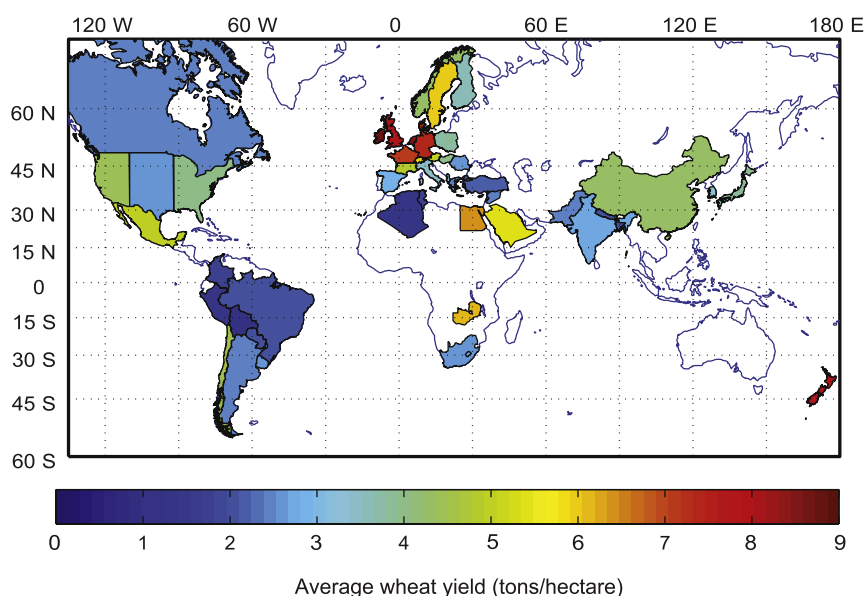 120 W 60 W 0 60 E 120 E 180 E
60 N
45 N
30 N
15 N
0
15 S
30 S
45 S
60 S
0 1 2 3 4 5 6 7 8 9
Average wheat yield (tons/hectare)